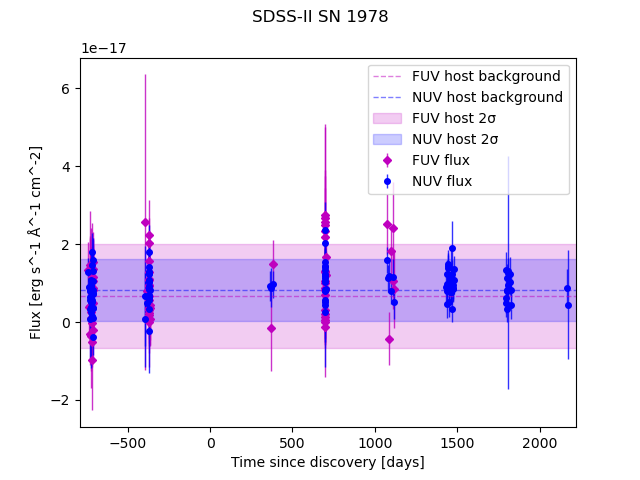 SDSS-II SN 1978
1e−17
FUV host background
NUV host background
FUV host 2σ
NUV host 2σ
FUV flux
NUV flux
6
4
2
0
−2
Flux [erg s^-1 Å^-1 cm^-2]
−500
0
500
1000
1500
2000
Time since discovery [days]